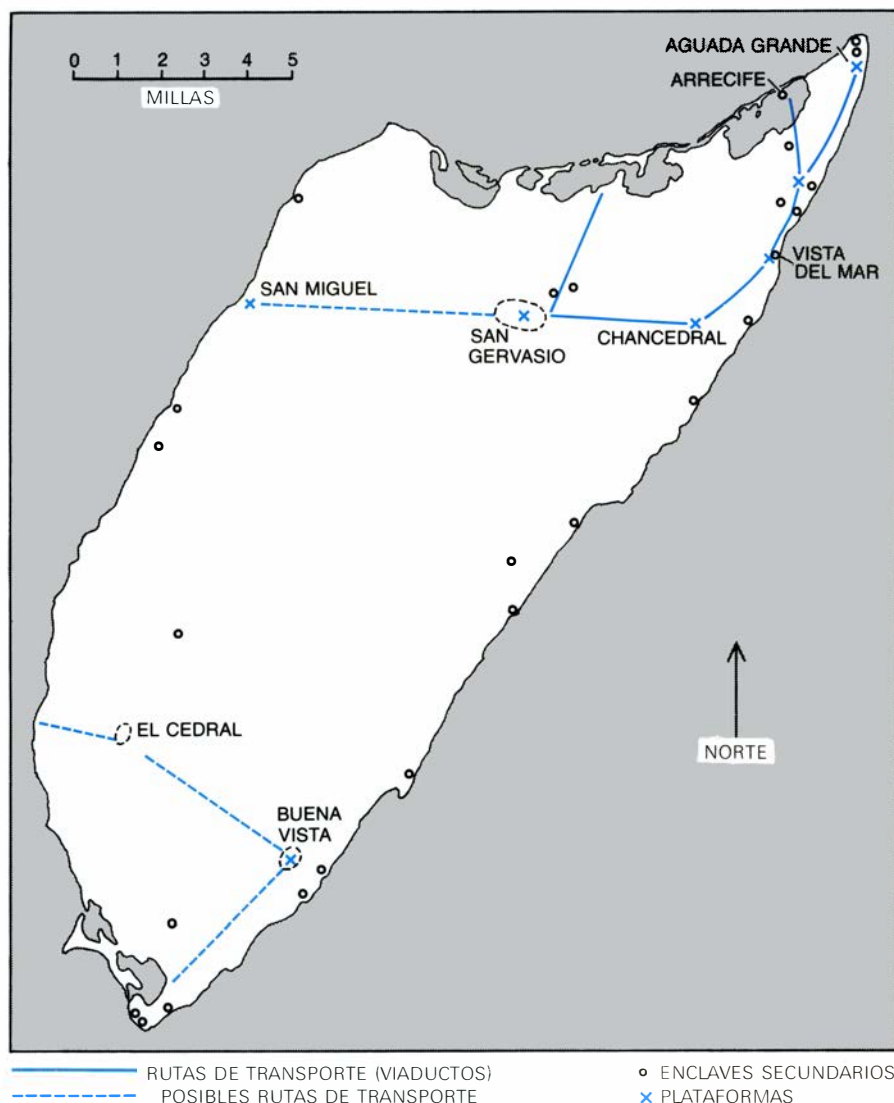 AGUADA GRANDE
ARRECIFE
0 1 2 3 4 5
MILLAS
VISTA
DEL MAR
SAN MIGUEL
SAN
GERVASIO
CHANCEDRAL
EL CEDRAL
NORTE
BUENA
VISTA
RUTAS DE TRANSPORTE (VIADUCTOS)
POSIBLES RUTAS DE TRANSPORTE
ENCLAVES SECUNDARIOS
PLATAFORMAS